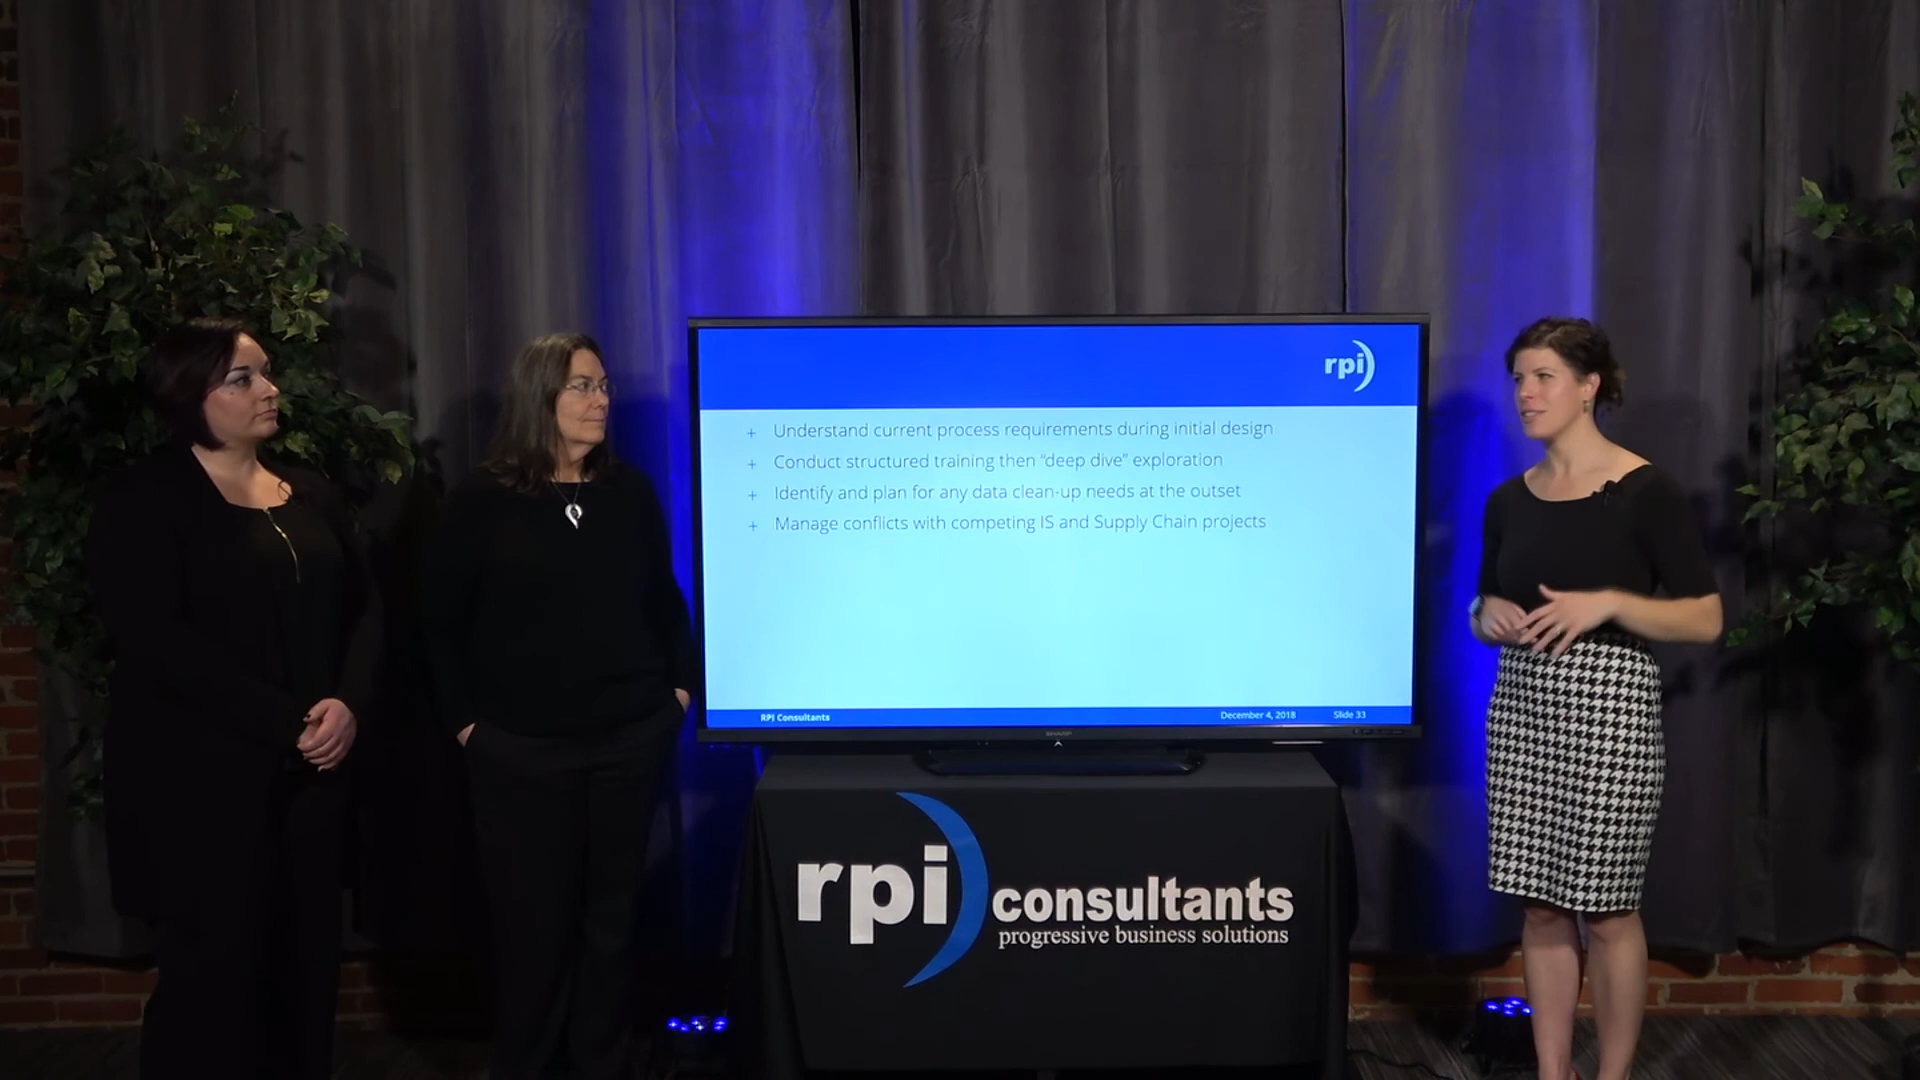 rpi
+ Understand current process requirements during initial design
+ Conduct structured training then “deep dive” exploration
+ Identify and plan for any data clean-up needs at the outset
+ Manage conflicts with competing IS and Supply Chain projects
RPI Consultants December 4, 2018 Slide 33
SHARP
rpi consultants
progressive business solutions